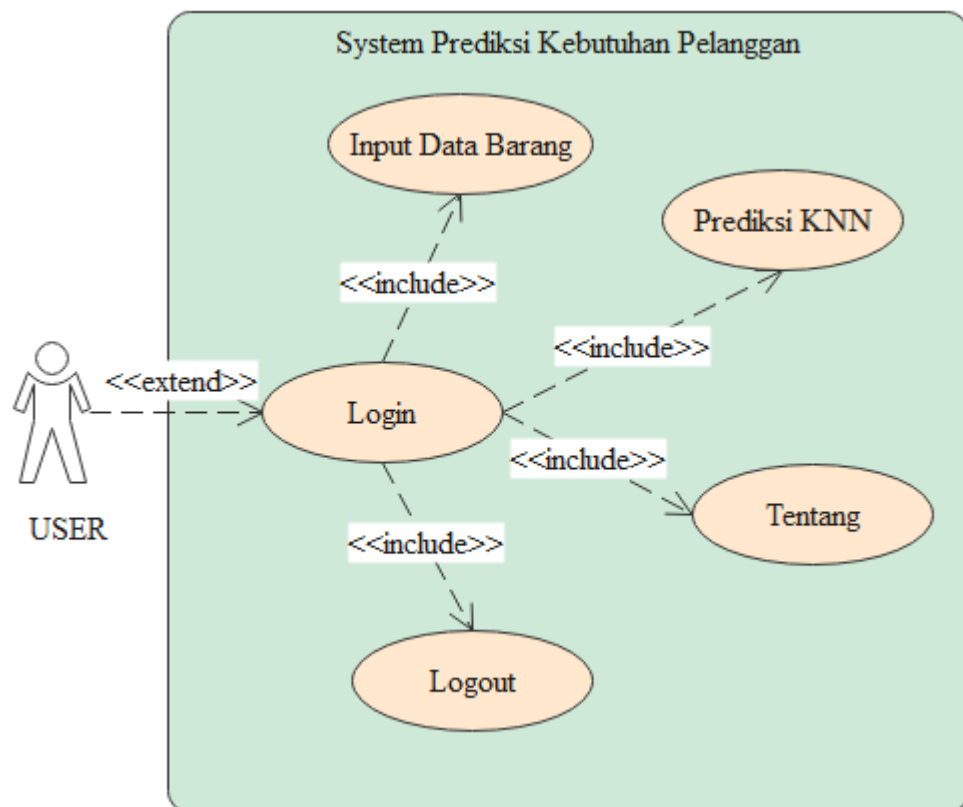 System Prediksi Kebutuhan Pelanggan
Input Data Barang
Prediksi KNN
<<include>>
<<include>>
<<extend>>
Login
<<include>>
Tentang
USER
<<include>>
Logout